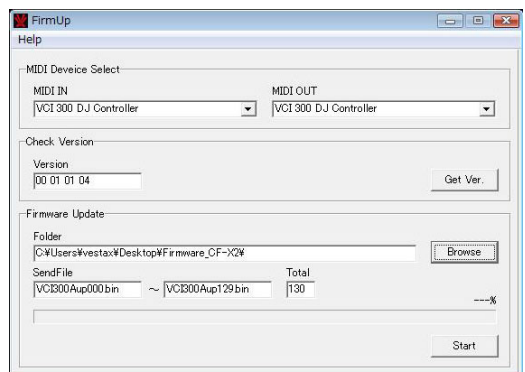 FirmUp
Help
MIDI Deveice Select
MIDI IN MIDI OUT
VCI 300 DJ Controller VCI 300 DJ Controller
Check Version
Version
00 01 01 04 Get Ver.
Firmware Update
Folder
C:¥Users¥vestax¥Desktop¥Firmware_CF-X2¥ Browse
SendFile Total
VCI300Aup000.bin ～ VCI300Aup129.bin 130
---%
Start